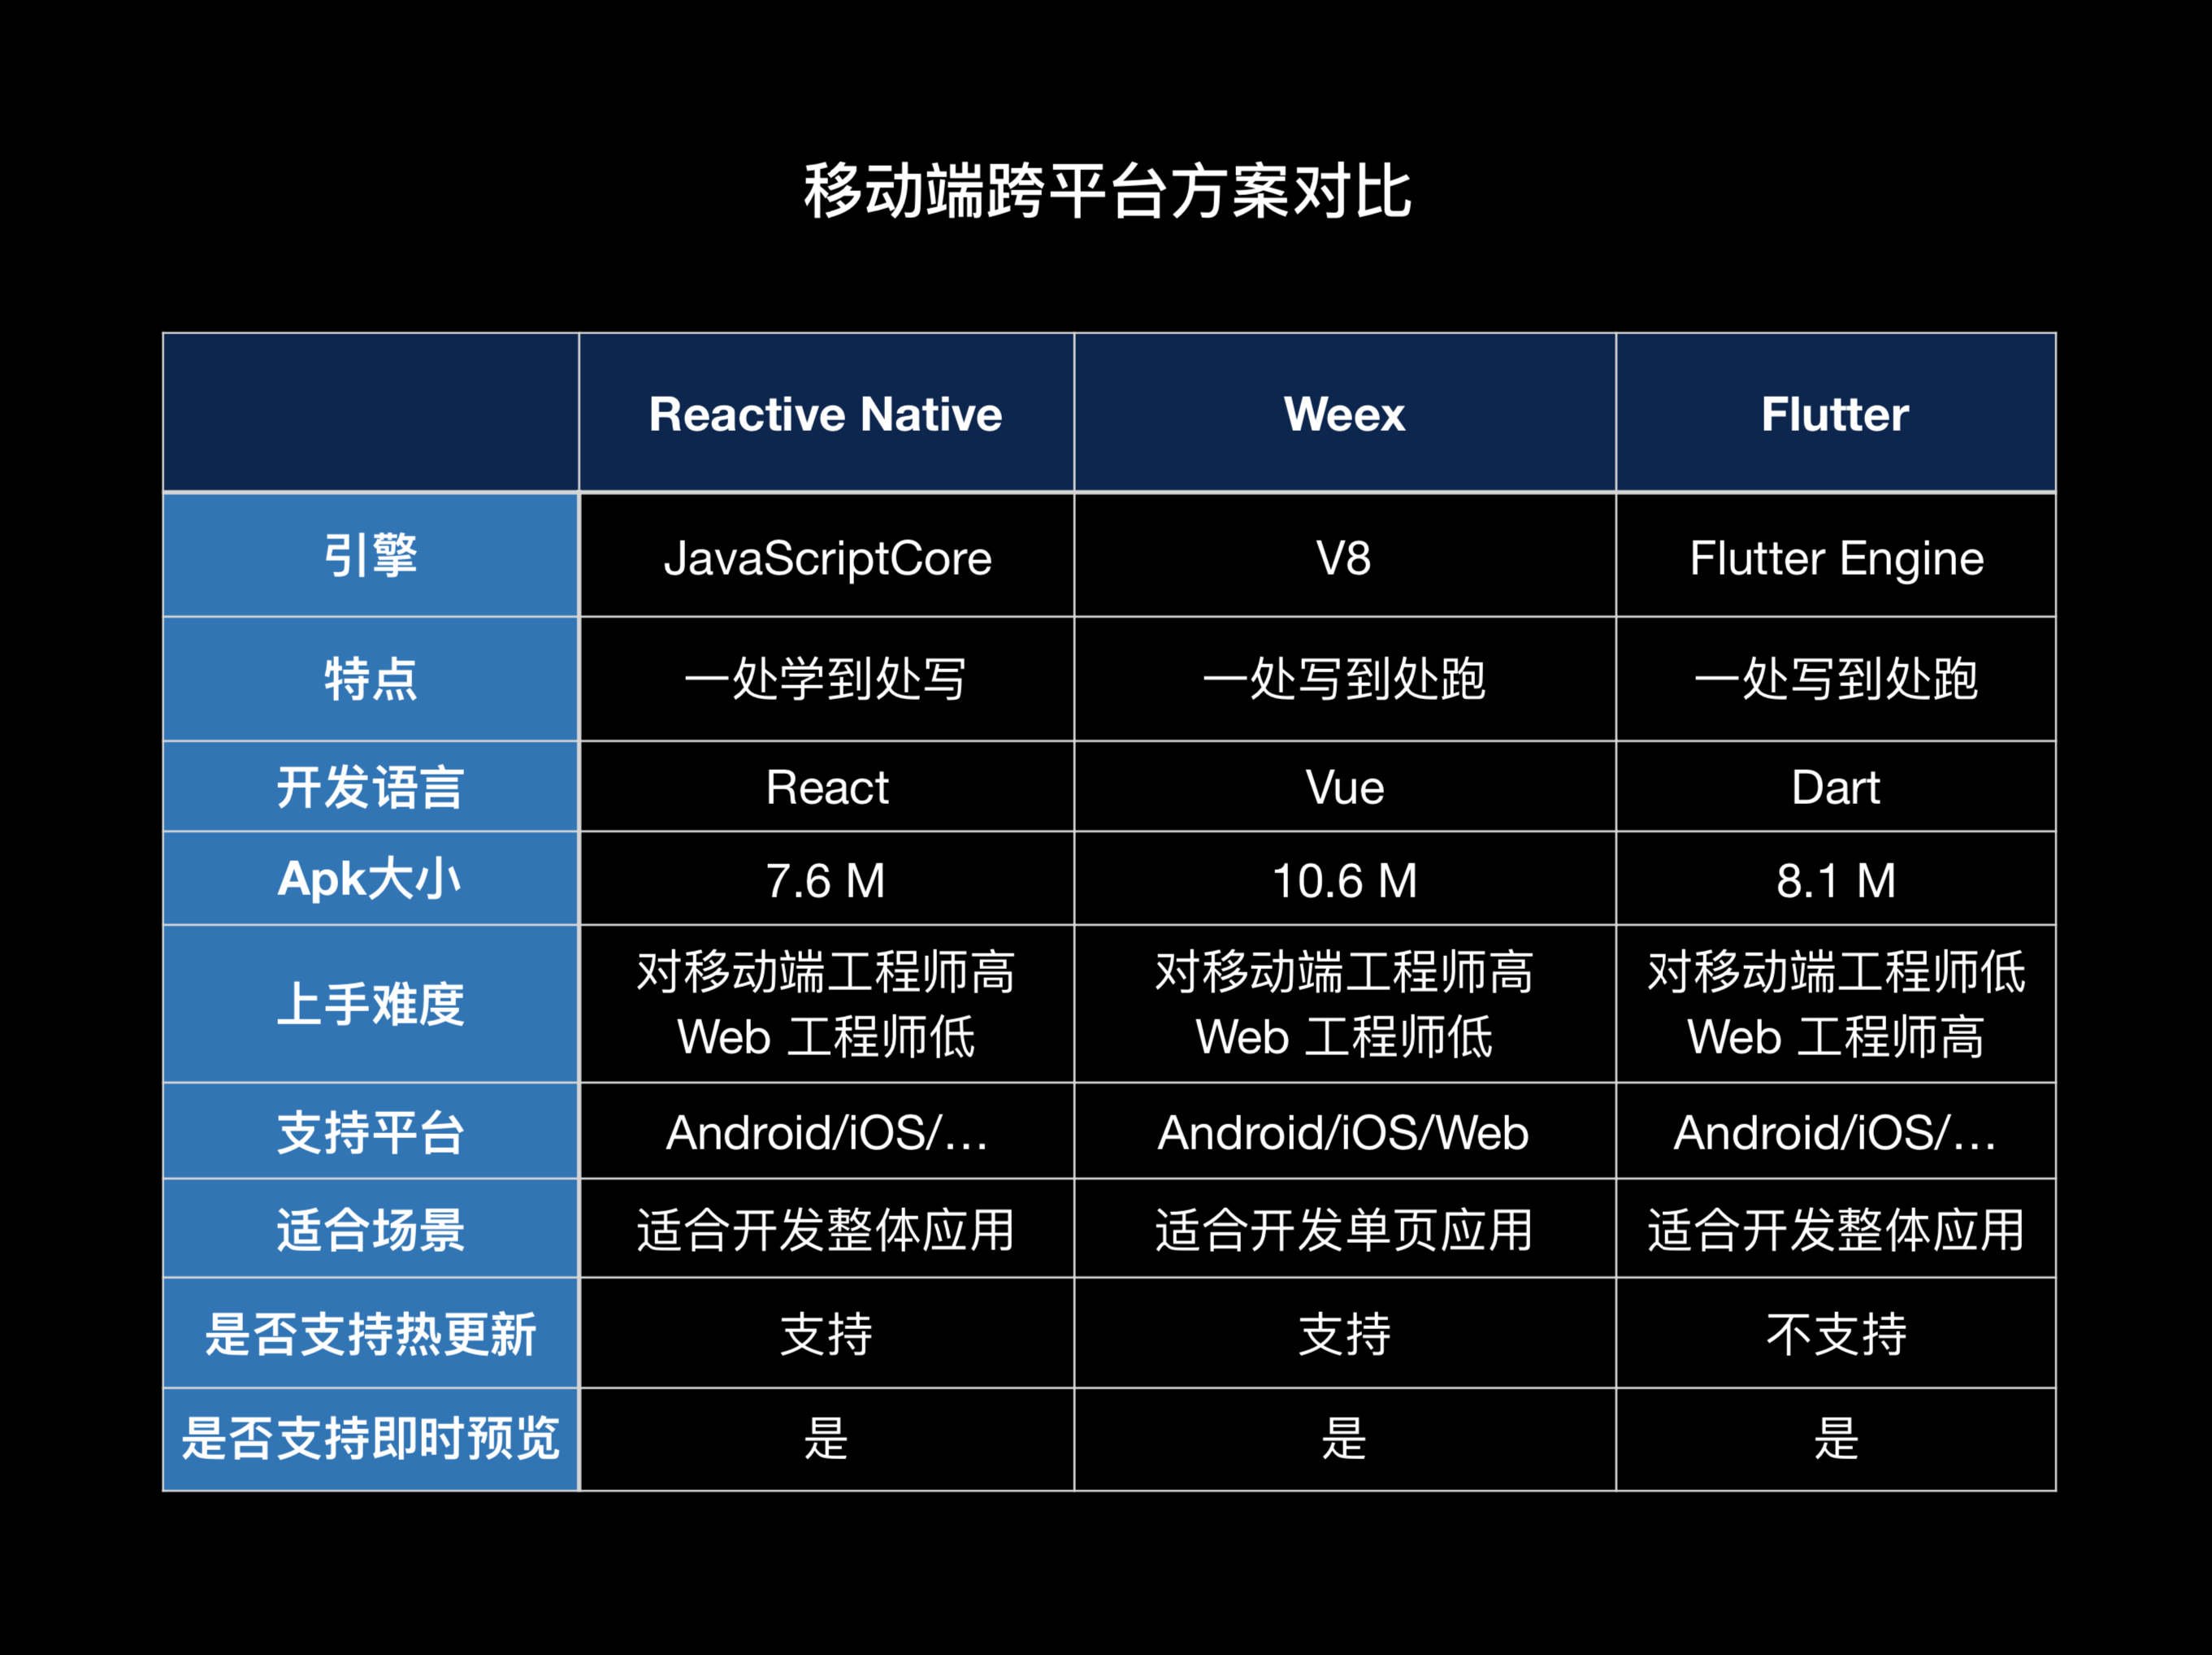 移动端跨平台方案对比
Reactive Native Weex Flutter
引擎 JavaScriptCore V8 Flutter Engine
特点 一处学到处写 一处写到处跑 一处写到处跑
开发语言 React Vue Dart
Apk大小 7.6 M 10.6 M 8.1 M
上手难度 对移动端工程师高 对移动端工程师高 对移动端工程师低
Web 工程师低 Web 工程师低 Web 工程师高
支持平台 Android/iOS/... Android/iOS/Web Android/iOS/...
适合场景 适合开发整体应用 适合开发单页应用 适合开发整体应用
是否支持热更新 支持 支持 不支持
是否支持即时预览 是 是 是